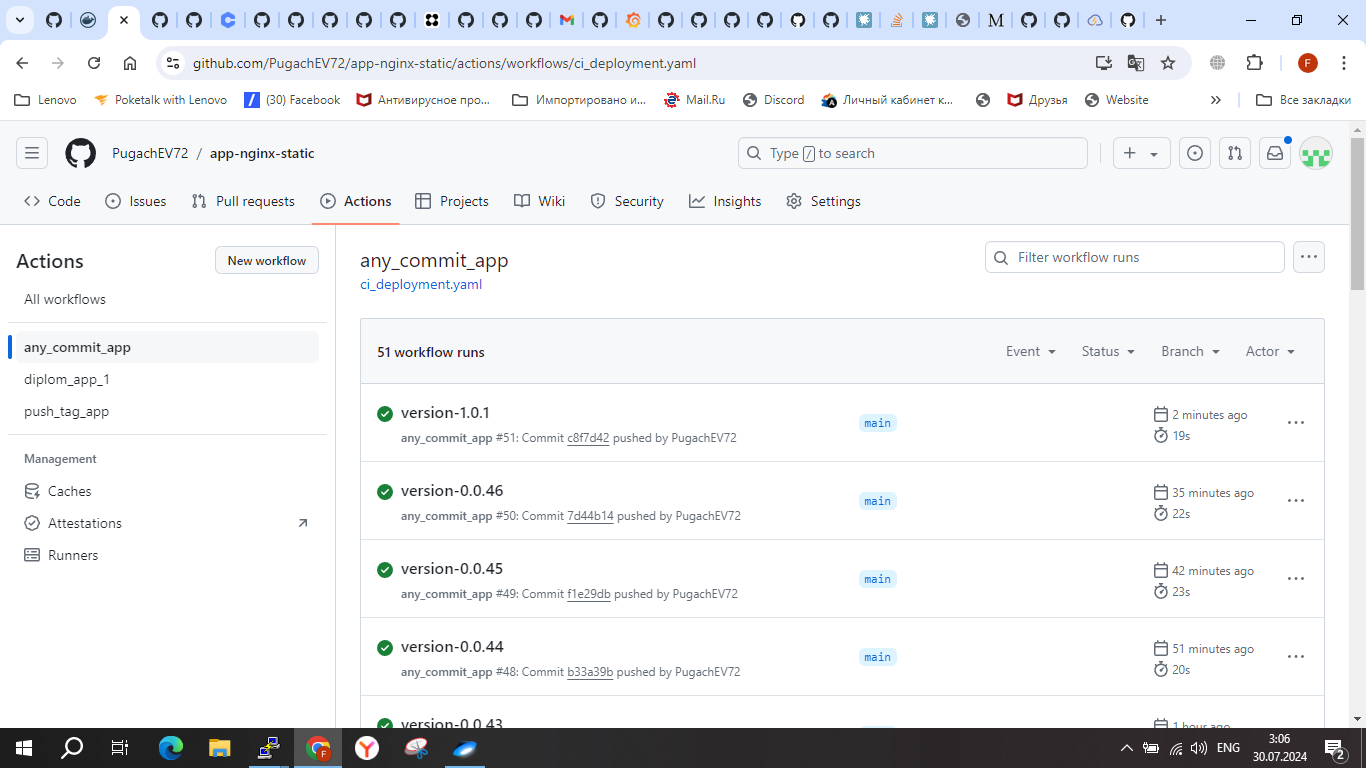 github.com/PugachEV72/app-nginx-static/actions/workflows/ci_deployment.yaml
Lenovo
Poketalk with Lenovo
(30) Facebook
Антивирусное про...
Импортировано и...
Mail.Ru
Discord
Личный кабинет к...
Друзья
Website
Все закладки
PugachEV72 / app-nginx-static
Type / to search
Code
Issues
Pull requests
Actions
Projects
Wiki
Security
Insights
Settings
Actions
New workflow
All workflows
any_commit_app
diplom_app_1
push_tag_app
Management
Caches
Attestations
Runners
any_commit_app
ci_deployment.yaml
Filter workflow runs
51 workflow runs
Event
Status
Branch
Actor
version-1.0.1
any_commit_app #51: Commit c8f7d42 pushed by PugachEV72
main
2 minutes ago
19s
version-0.0.46
any_commit_app #50: Commit 7d44b14 pushed by PugachEV72
main
35 minutes ago
22s
version-0.0.45
any_commit_app #49: Commit f1e29db pushed by PugachEV72
main
42 minutes ago
23s
version-0.0.44
any_commit_app #48: Commit b33a39b pushed by PugachEV72
main
51 minutes ago
20s
version-0.0.43
1 hour ago
ENG
3:06
30.07.2024
2